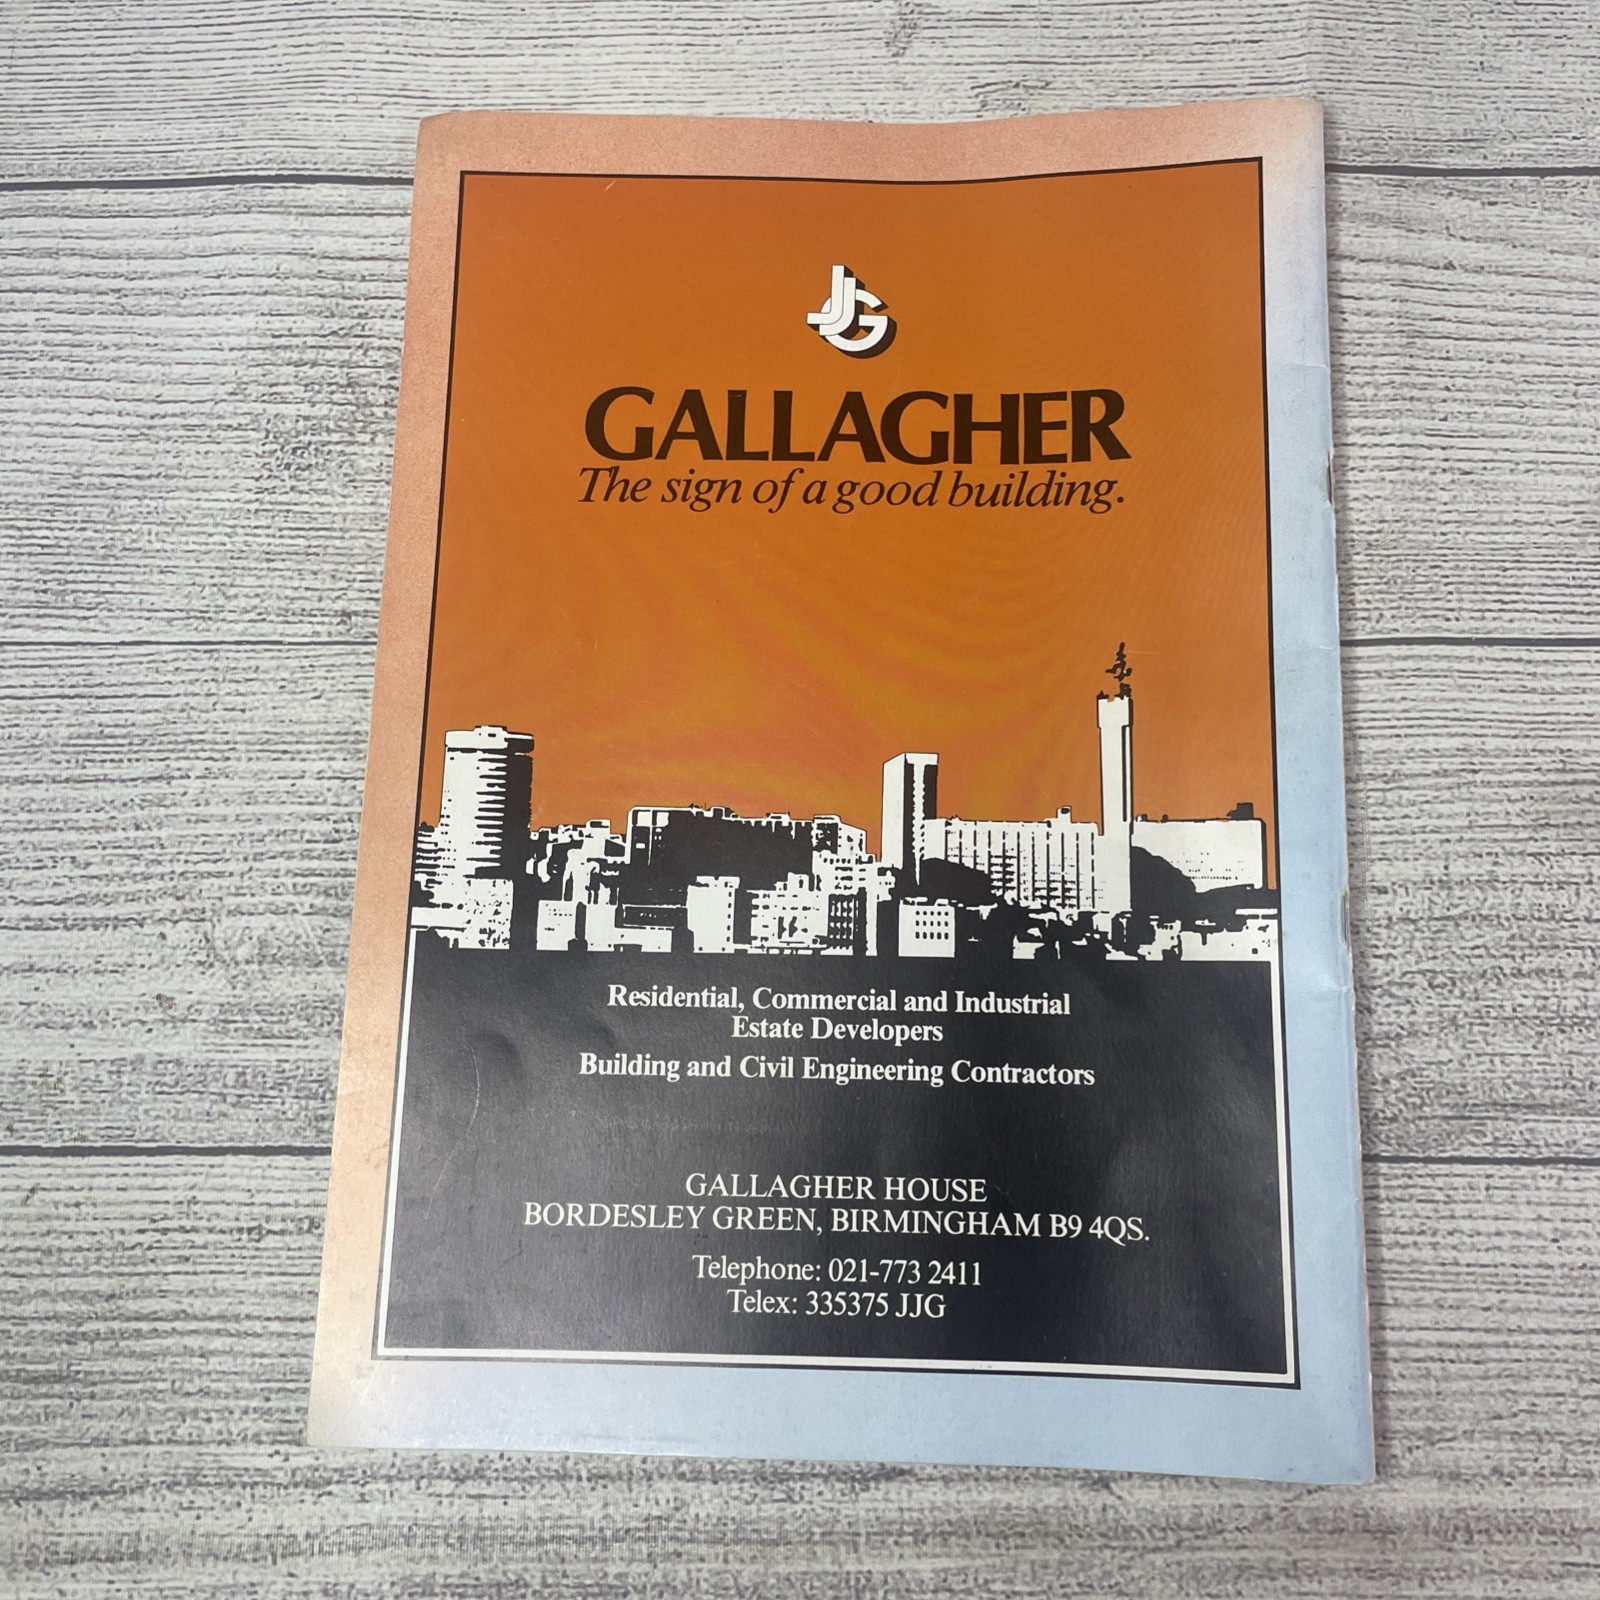 JJG
GALLAGHER
The sign of a good building.
Residential, Commercial and Industrial
Estate Developers
Building and Civil Engineering Contractors
GALLAGHER HOUSE
BORDESLEY GREEN, BIRMINGHAM B9 4QS.
Telephone: 021-773 2411
Telex: 335375 JJG